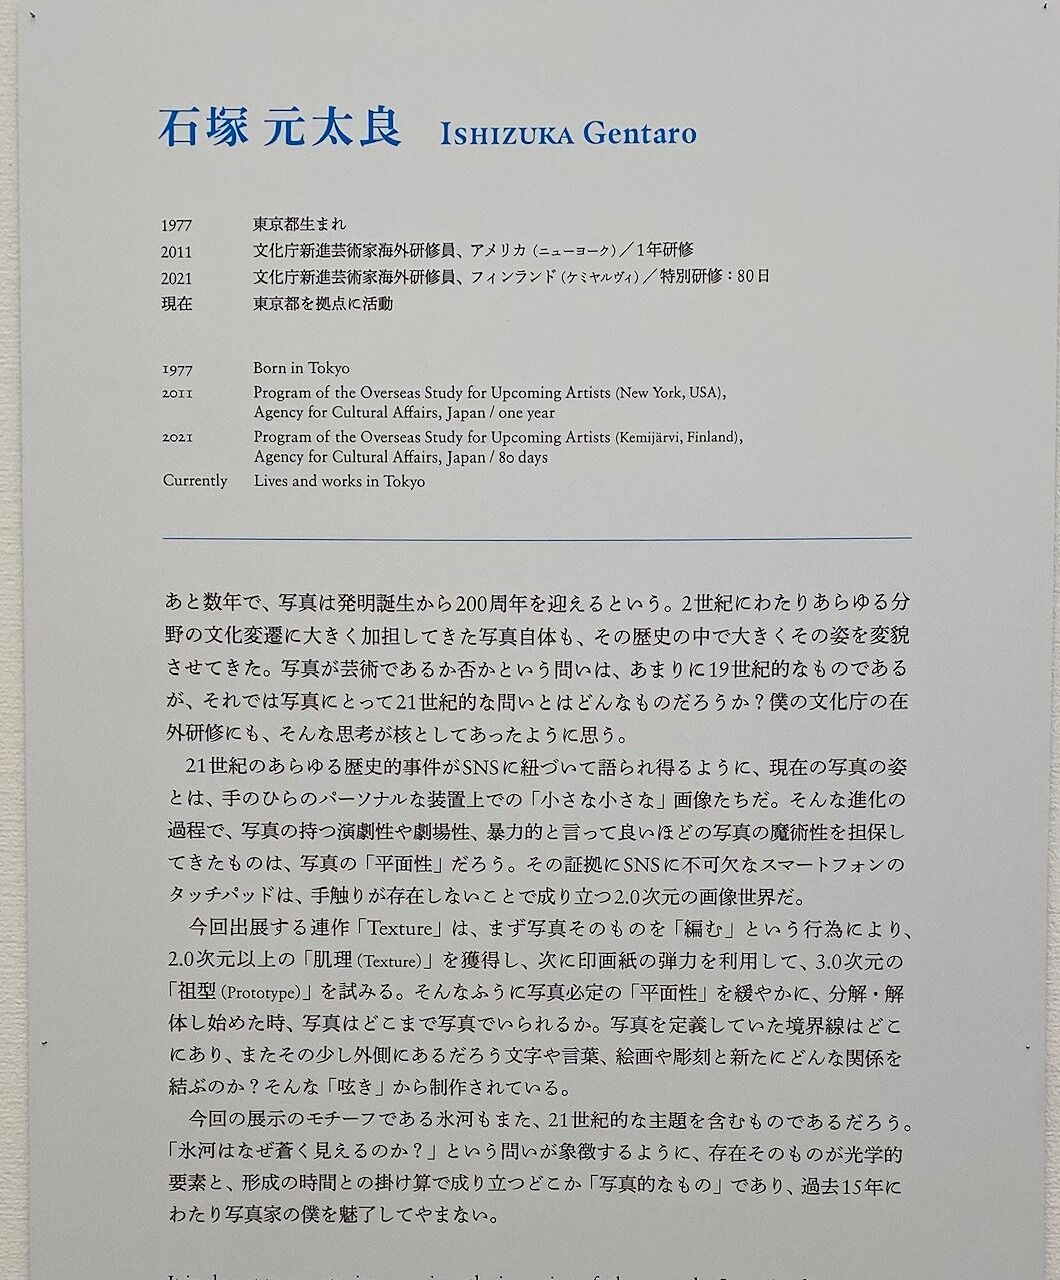 石塚 元太良 ISHIZUKA Gentaro
1977 東京都生まれ
2011 文化庁新進芸術家海外研修員、アメリカ（ニューヨーク）／1年研修
2021 文化庁新進芸術家海外研修員、フィンランド（ケミヤルヴィ）／特別研修：80日
現在 東京都を拠点に活動
1977 Born in Tokyo
2011 Program of the Overseas Study for Upcoming Artists (New York, USA),
Agency for Cultural Affairs, Japan / one year
2021 Program of the Overseas Study for Upcoming Artists (Kemijärvi, Finland),
Agency for Cultural Affairs, Japan / 80 days
Currently Lives and works in Tokyo
あと数年で、写真は発明誕生から200周年を迎えるという。2世紀にわたりあらゆる分
野の文化変遷に大きく加担してきた写真自体も、その歴史の中で大きくその姿を変貌
させてきた。写真が芸術であるか否かという問いは、あまりに19世紀的なものである
が、それでは写真にとって21世紀的な問いとはどんなものだろうか？僕の文化庁の在
外研修にも、そんな思考が核としてあったように思う。
21世紀のあらゆる歴史的事件がSNSに紐づいて語られ得るように、現在の写真の姿
とは、手のひらのパーソナルな装置上での「小さな小さな」画像たちだ。そんな進化の
過程で、写真の持つ演劇性や劇場性、暴力的と言って良いほどの写真の魔術性を担保し
てきたものは、写真の「平面性」だろう。その証拠にSNSに不可欠なスマートフォンの
タッチパッドは、手触りが存在しないことで成り立つ2.0次元の画像世界だ。
今回出展する連作「Texture」は、まず写真そのものを「編む」という行為により、
2.0次元以上の「肌理（Texture）」を獲得し、次に印画紙の弾力を利用して、3.0次元の
「祖型（Prototype）」を試みる。そんなふうに写真必定の「平面性」を緩やかに、分解・解
体し始めた時、写真はどこまで写真でいられるか。写真を定義していた境界線はどこ
にあり、またその少し外側にあるだろう文字や言葉、絵画や彫刻と新たにどんな関係を
結ぶのか？そんな「呟き」から制作されている。
今回の展示のモチーフである氷河もまた、21世紀的な主題を含むものであるだろう。
「氷河はなぜ蒼く見えるのか？」という問いが象徴するように、存在そのものが光学的
要素と、形成の時間との掛け算で成り立つどこか「写真的なもの」であり、過去15年に
わたり写真家の僕を魅了してやまない。